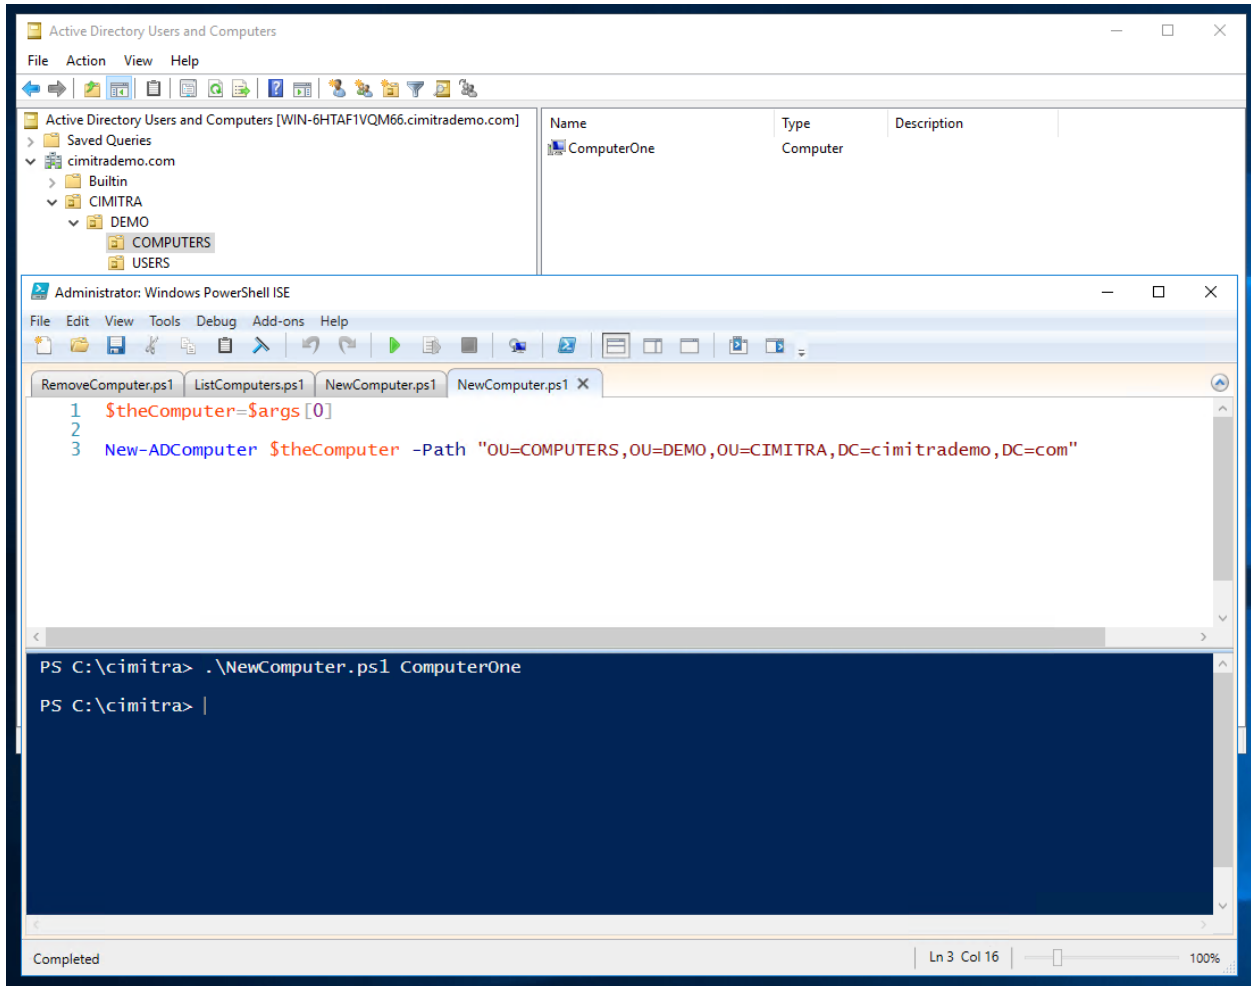 Active Directory Users and Computers
File Action View Help
Active Directory Users and Computers [WIN-6HTAF1VQM66.cimitrademo.com]
Saved Queries
cimitrademo.com
Builtin
CIMITRA
DEMO
COMPUTERS
USERS
Name Type Description
ComputerOne Computer
Administrator: Windows PowerShell ISE
File Edit View Tools Debug Add-ons Help
RemoveComputer.ps1 ListComputers.ps1 NewComputer.ps1 NewComputer.ps1 X
1 $theComputer=$args[0]
2
3 New-ADComputer $theComputer -Path "OU=COMPUTERS,OU=DEMO,OU=CIMITRA,DC=cimitrademo,DC=com"
PS C:\cimitra> .\NewComputer.ps1 ComputerOne
PS C:\cimitra>
Completed Ln 3 Col 16 100%